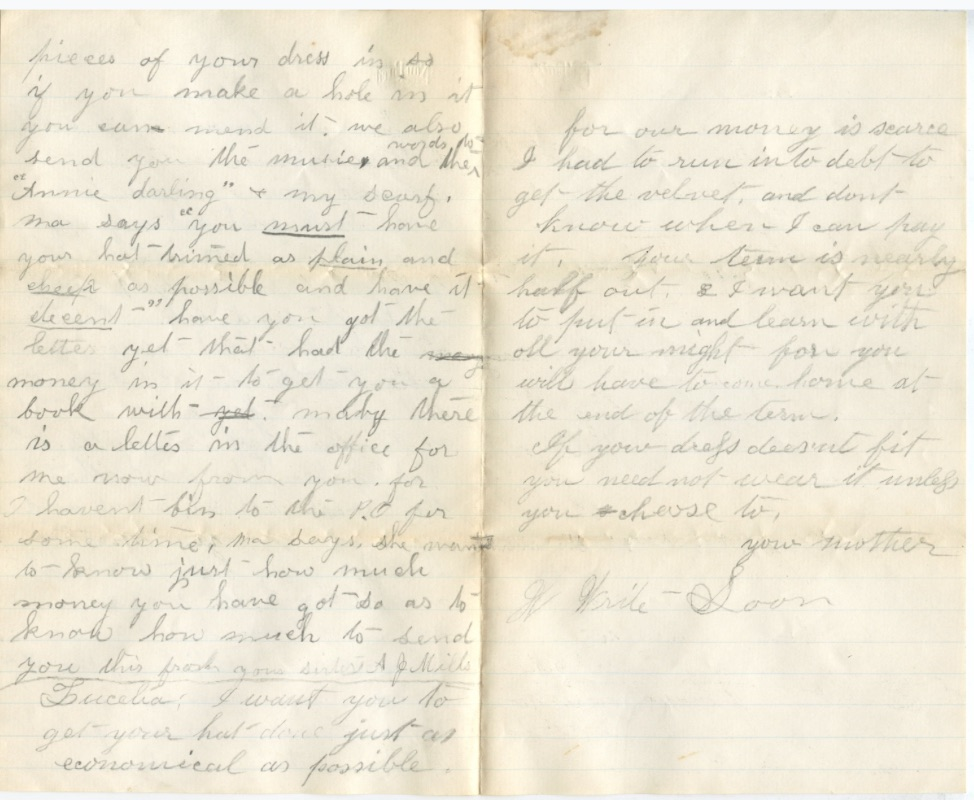 pieces of your dress in so
if you make a hole in it
you can mend it. we also
send you the music, and the words to
"Annie darling" & my scarf.
ma says "you must have
your hat trimed as plain and
cheap as possible and have it
decent" have you got the
letter yet that had the
money in it to get you a
book with yet. maby there
is a letter in the office for
me now from you. for
I havent bin to the P.O for
some time, ma says, she wants
to know just how much
money you have got so as to
know how much to send
you this from your sister A J Mills
Lucelia; I want you to
get your hat done just as
economical as possible.
for our money is scarce
I had to run into debt to
get the velvet, and dont
know when I can pay
it. Your term is nearly
half out. & I want you
to put in and learn with
all your might for you
will have to come home at
the end of the term.
If your dress doesnt fit
you need not wear it unless
you choose to,
your mother
Write Soon